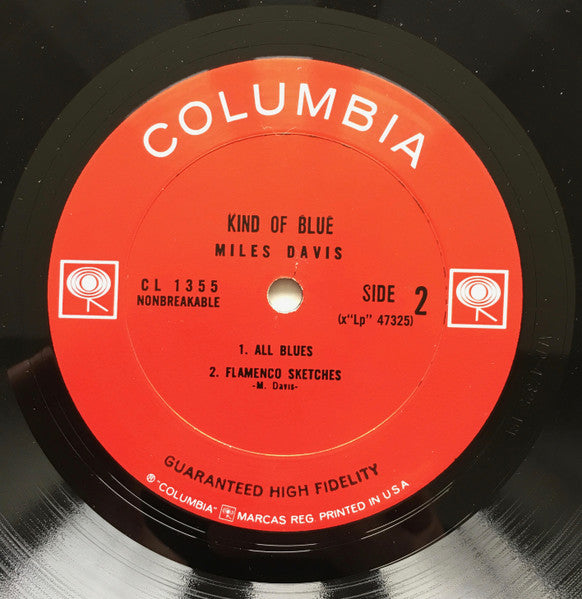 COLUMBIA
KIND OF BLUE
MILES DAVIS
CL 1355
NONBREAKABLE
SIDE 2
(x"Lp" 47325)
1. ALL BLUES
2. FLAMENCO SKETCHES
-M. Davis-
GUARANTEED HIGH FIDELITY
® "COLUMBIA" MARCAS REG. PRINTED IN U.S.A.